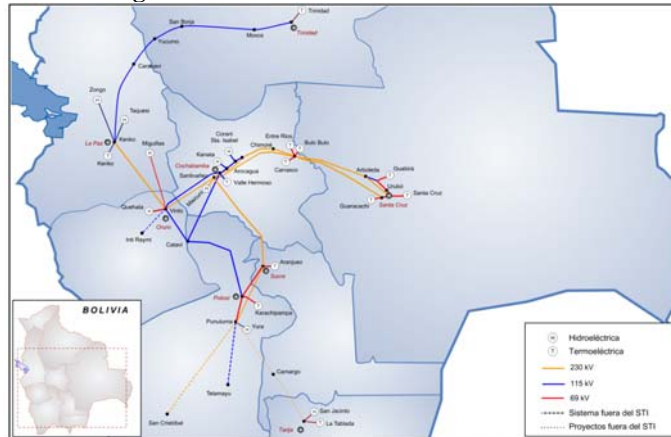 Trinidad
San Borja
Yucumo
Moxos
Trinidad
Caranavi
Zongo
Taquesi
Kenko
La Paz
Kenko
Miguillas
Corani
Sta. Isabel
Kanata
Cochabamba
Arocagua
Sanlivañez
Valle Hermoso
Chimoré
Entre Ríos
Bulo Bulo
Carrasco
Arboleda
Guabirá
Urubó
Santa Cruz
Guaracachi
Santa Cruz
Quehata
Vinto
Oruro
Inti Raymi
Catavi
Aranjuez
Sucre
Potosí
Karachipampa
Punutuma
Yura
Telamayu
San Cristóbal
Camargo
San Jacinto
La Tablada
Tarija
BOLIVIA
H Hidroeléctrica
T Termoeléctrica
230 kV
115 kV
69 kV
Sistema fuera del STI
Proyectos fuera del STI